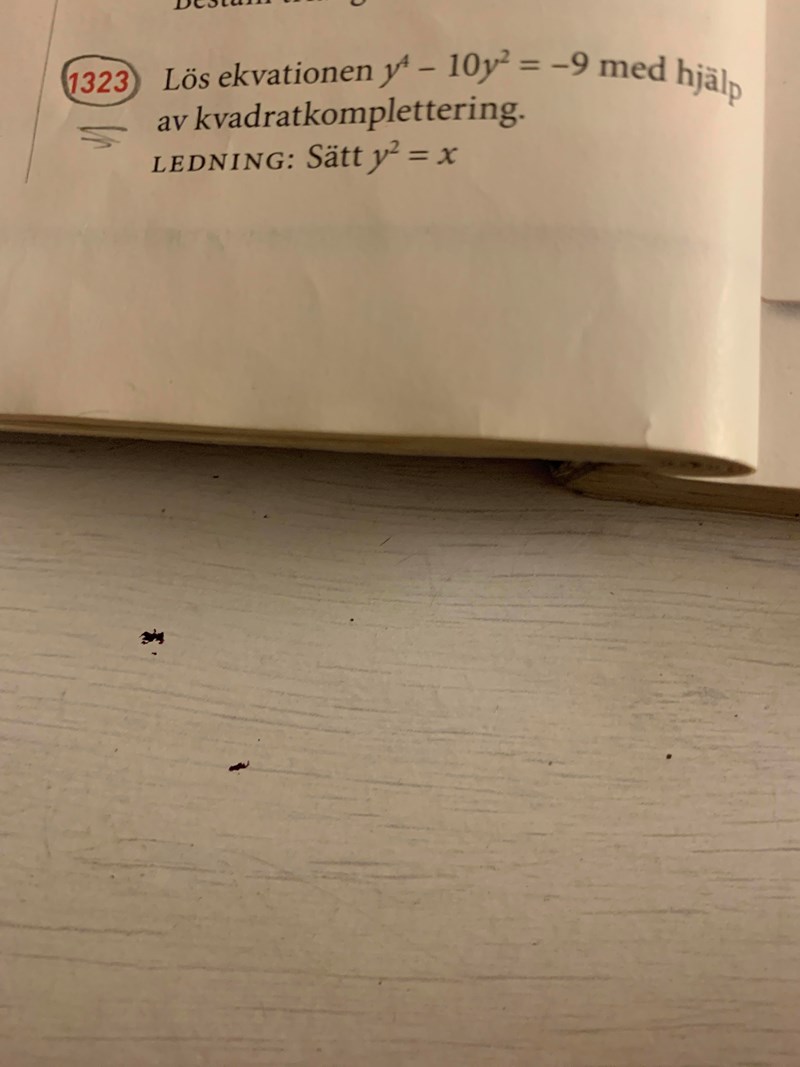 1323 Lös ekvationen y⁴ – 10y² = –9 med hjälp
av kvadratkomplettering.
LEDNING: Sätt y² = x